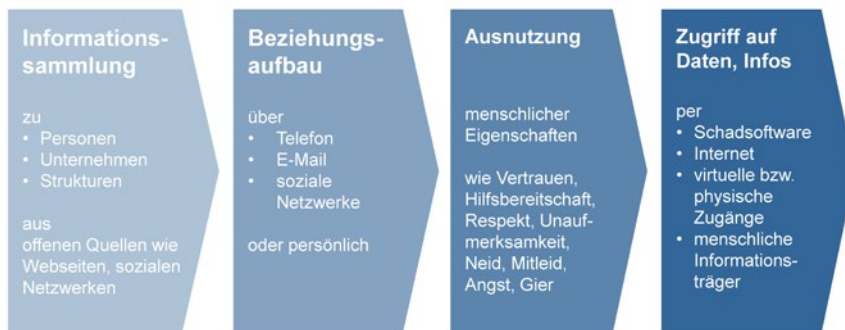 Informations-
sammlung
zu
• Personen
• Unternehmen
• Strukturen
aus
offenen Quellen wie
Webseiten, sozialen
Netzwerken
Beziehungs-
aufbau
über
• Telefon
• E-Mail
• soziale
Netzwerke
oder persönlich
Ausnutzung
menschlicher
Eigenschaften
wie Vertrauen,
Hilfsbereitschaft,
Respekt, Unauf-
merksamkeit,
Neid, Mitleid,
Angst, Gier
Zugriff auf
Daten, Infos
per
• Schadsoftware
• Internet
• virtuelle bzw.
physische
Zugänge
• menschliche
Informations-
träger